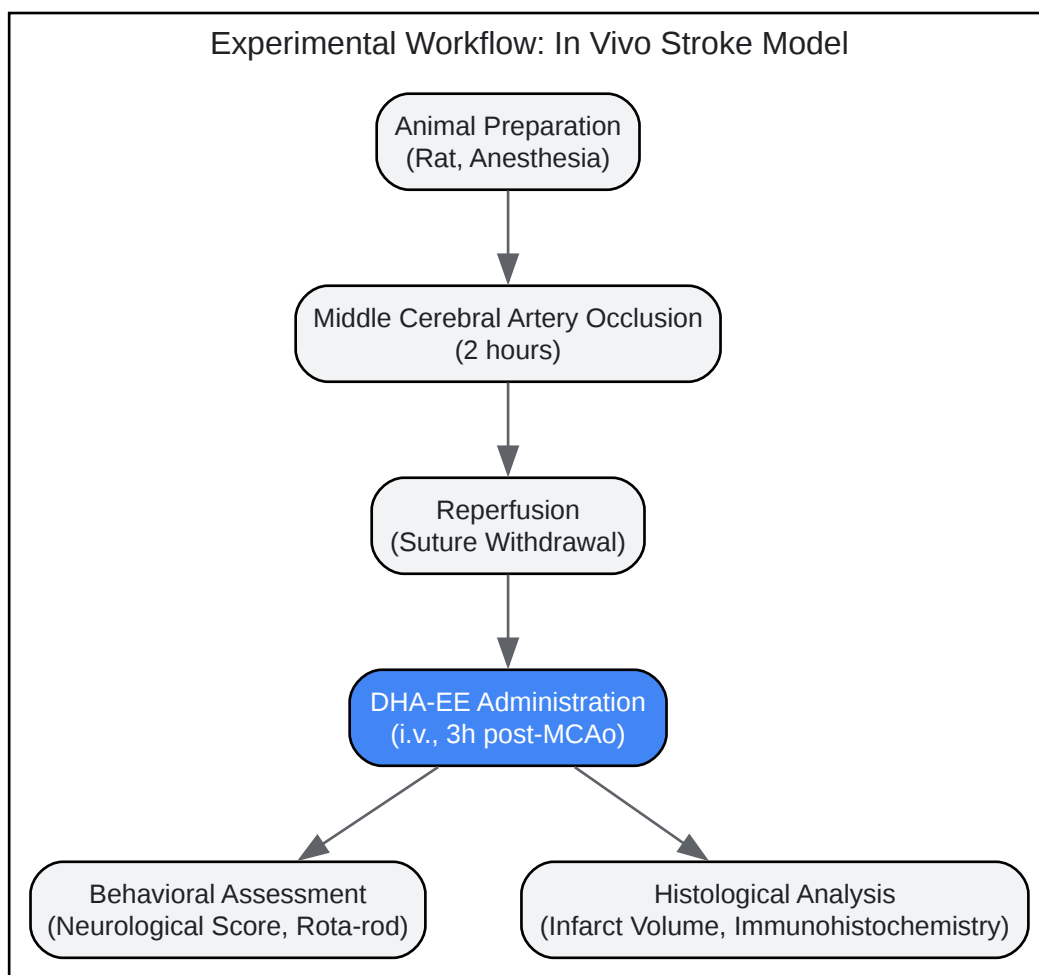 Experimental Workflow: In Vivo Stroke Model
Animal Preparation
(Rat, Anesthesia)
Middle Cerebral Artery Occlusion
(2 hours)
Reperfusion
(Suture Withdrawal)
DHA-EE Administration
(i.v., 3h post-MCAo)
Behavioral Assessment
(Neurological Score, Rota-rod)
Histological Analysis
(Infarct Volume, Immunohistochemistry)